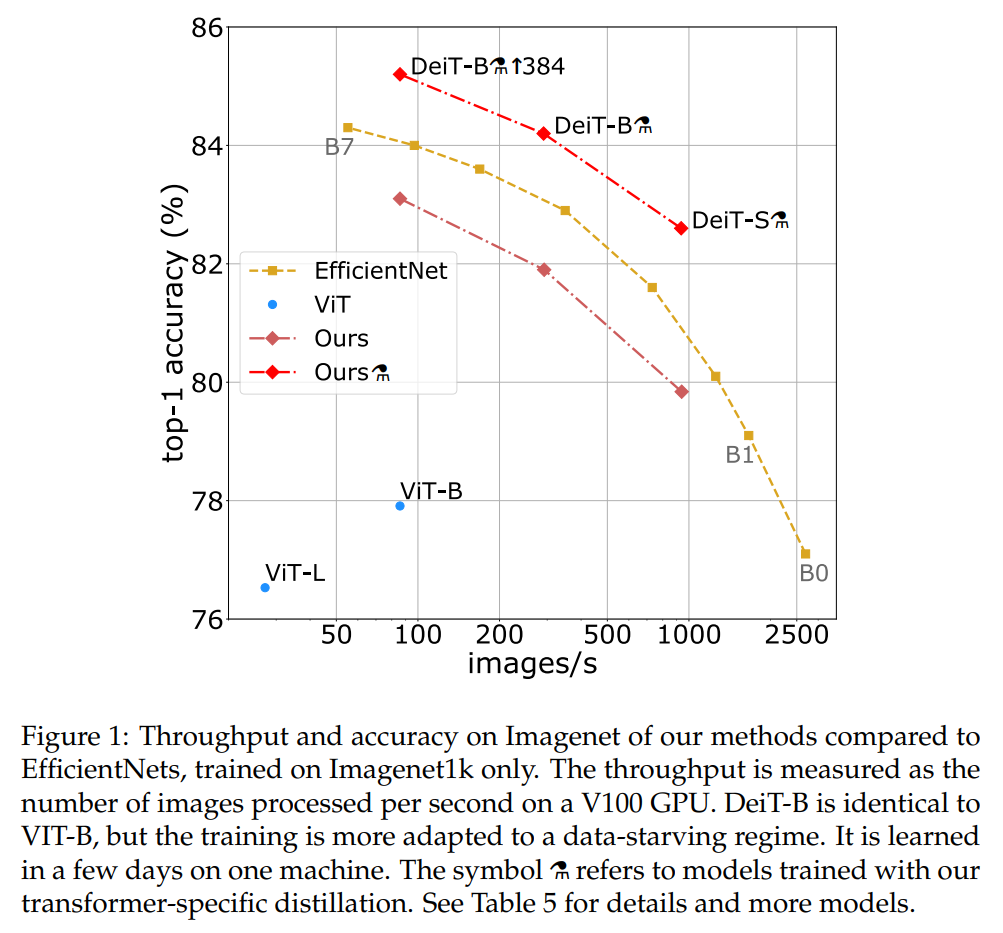 86
DeiT-B⚗↑384
DeiT-B⚗
84
B7
DeiT-S⚗
top-1 accuracy (%)
82
EfficientNet
ViT
Ours
Ours⚗
80
B1
78
ViT-B
ViT-L
B0
76
50 100 200 500 1000 2500
images/s
Figure 1: Throughput and accuracy on Imagenet of our methods compared to
EfficientNets, trained on Imagenet1k only. The throughput is measured as the
number of images processed per second on a V100 GPU. DeiT-B is identical to
VIT-B, but the training is more adapted to a data-starving regime. It is learned
in a few days on one machine. The symbol ⚗ refers to models trained with our
transformer-specific distillation. See Table 5 for details and more models.